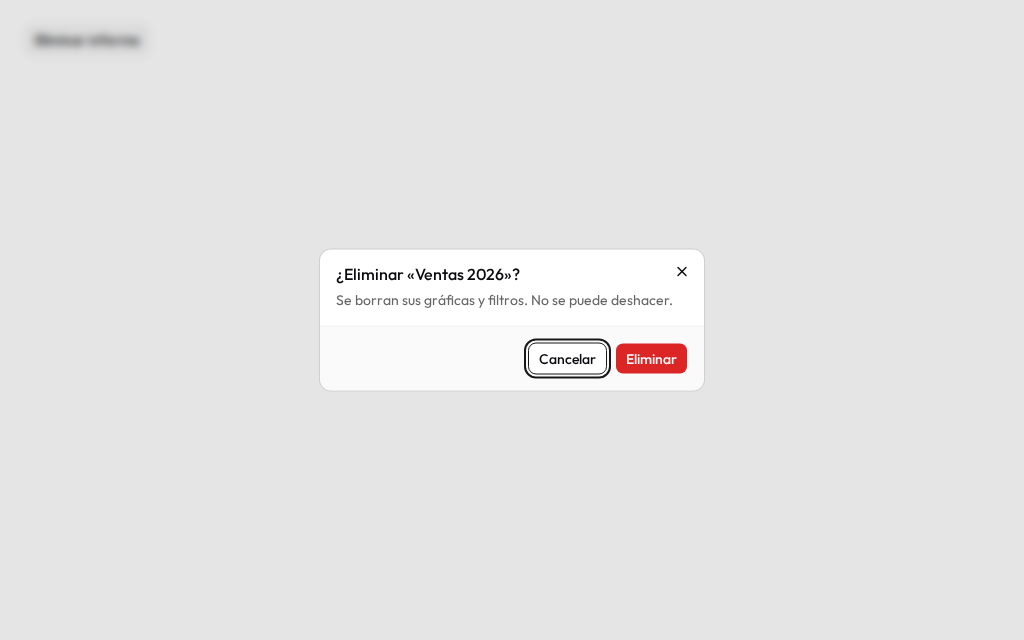 ¿Eliminar «Ventas 2026»?
Se borran sus gráficas y filtros. No se puede deshacer.
Cancelar
Eliminar